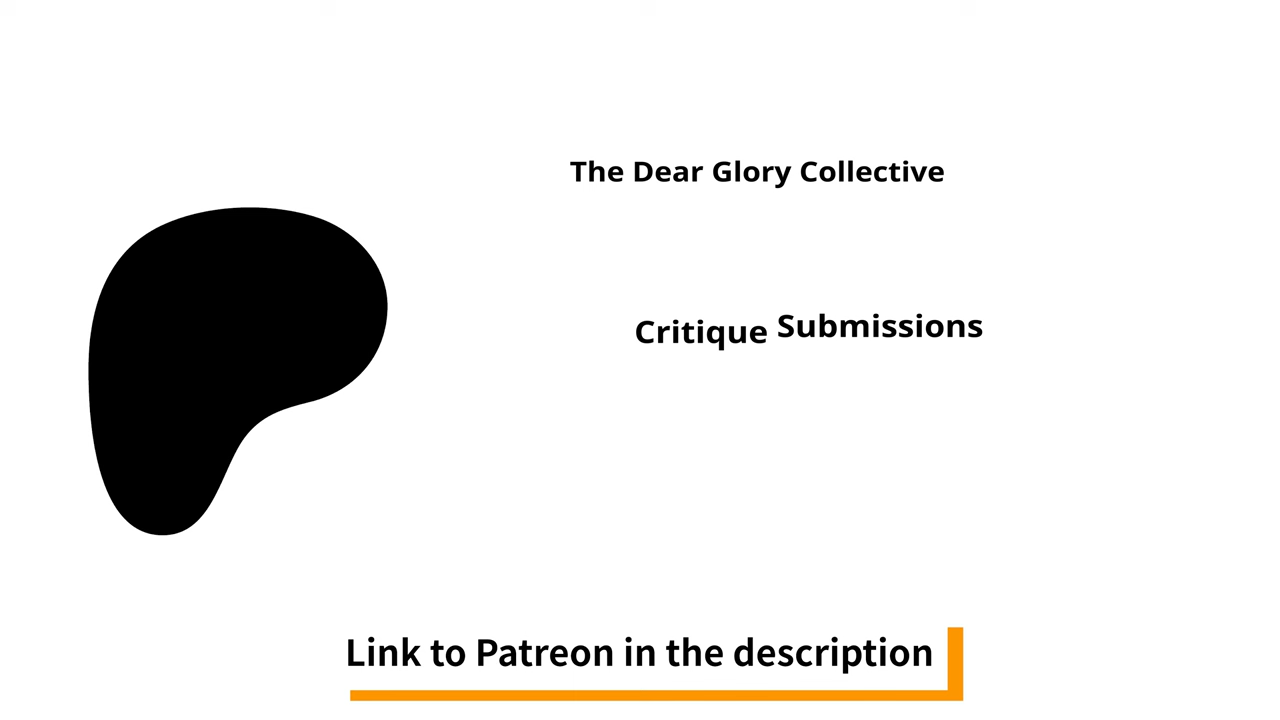 The Dear Glory Collective
Critique Submissions
Link to Patreon in the description